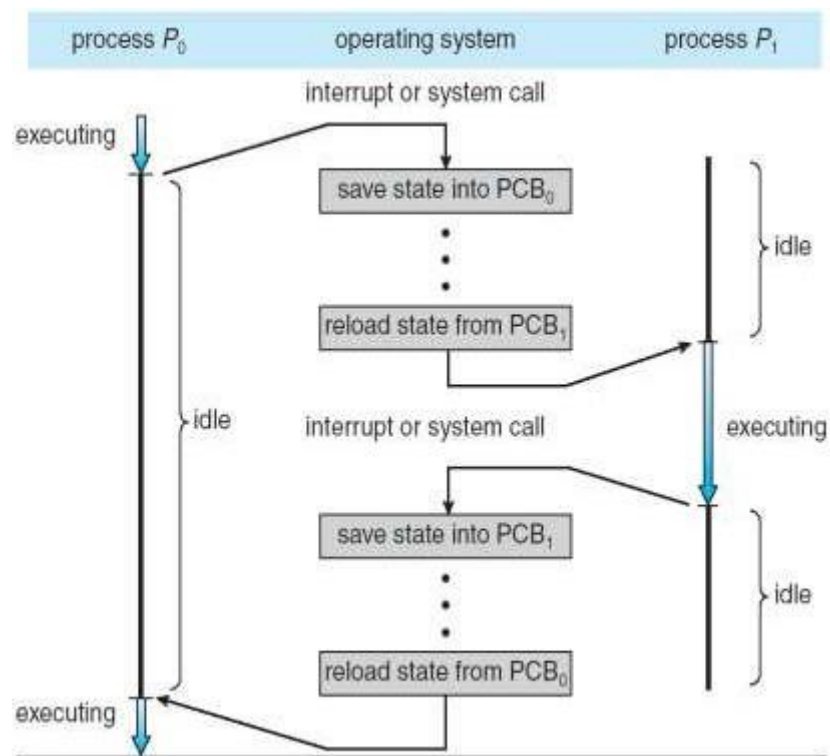 process P₀ operating system process P₁
interrupt or system call
executing
save state into PCB₀
idle
reload state from PCB₁
idle
interrupt or system call
executing
save state into PCB₁
idle
reload state from PCB₀
executing